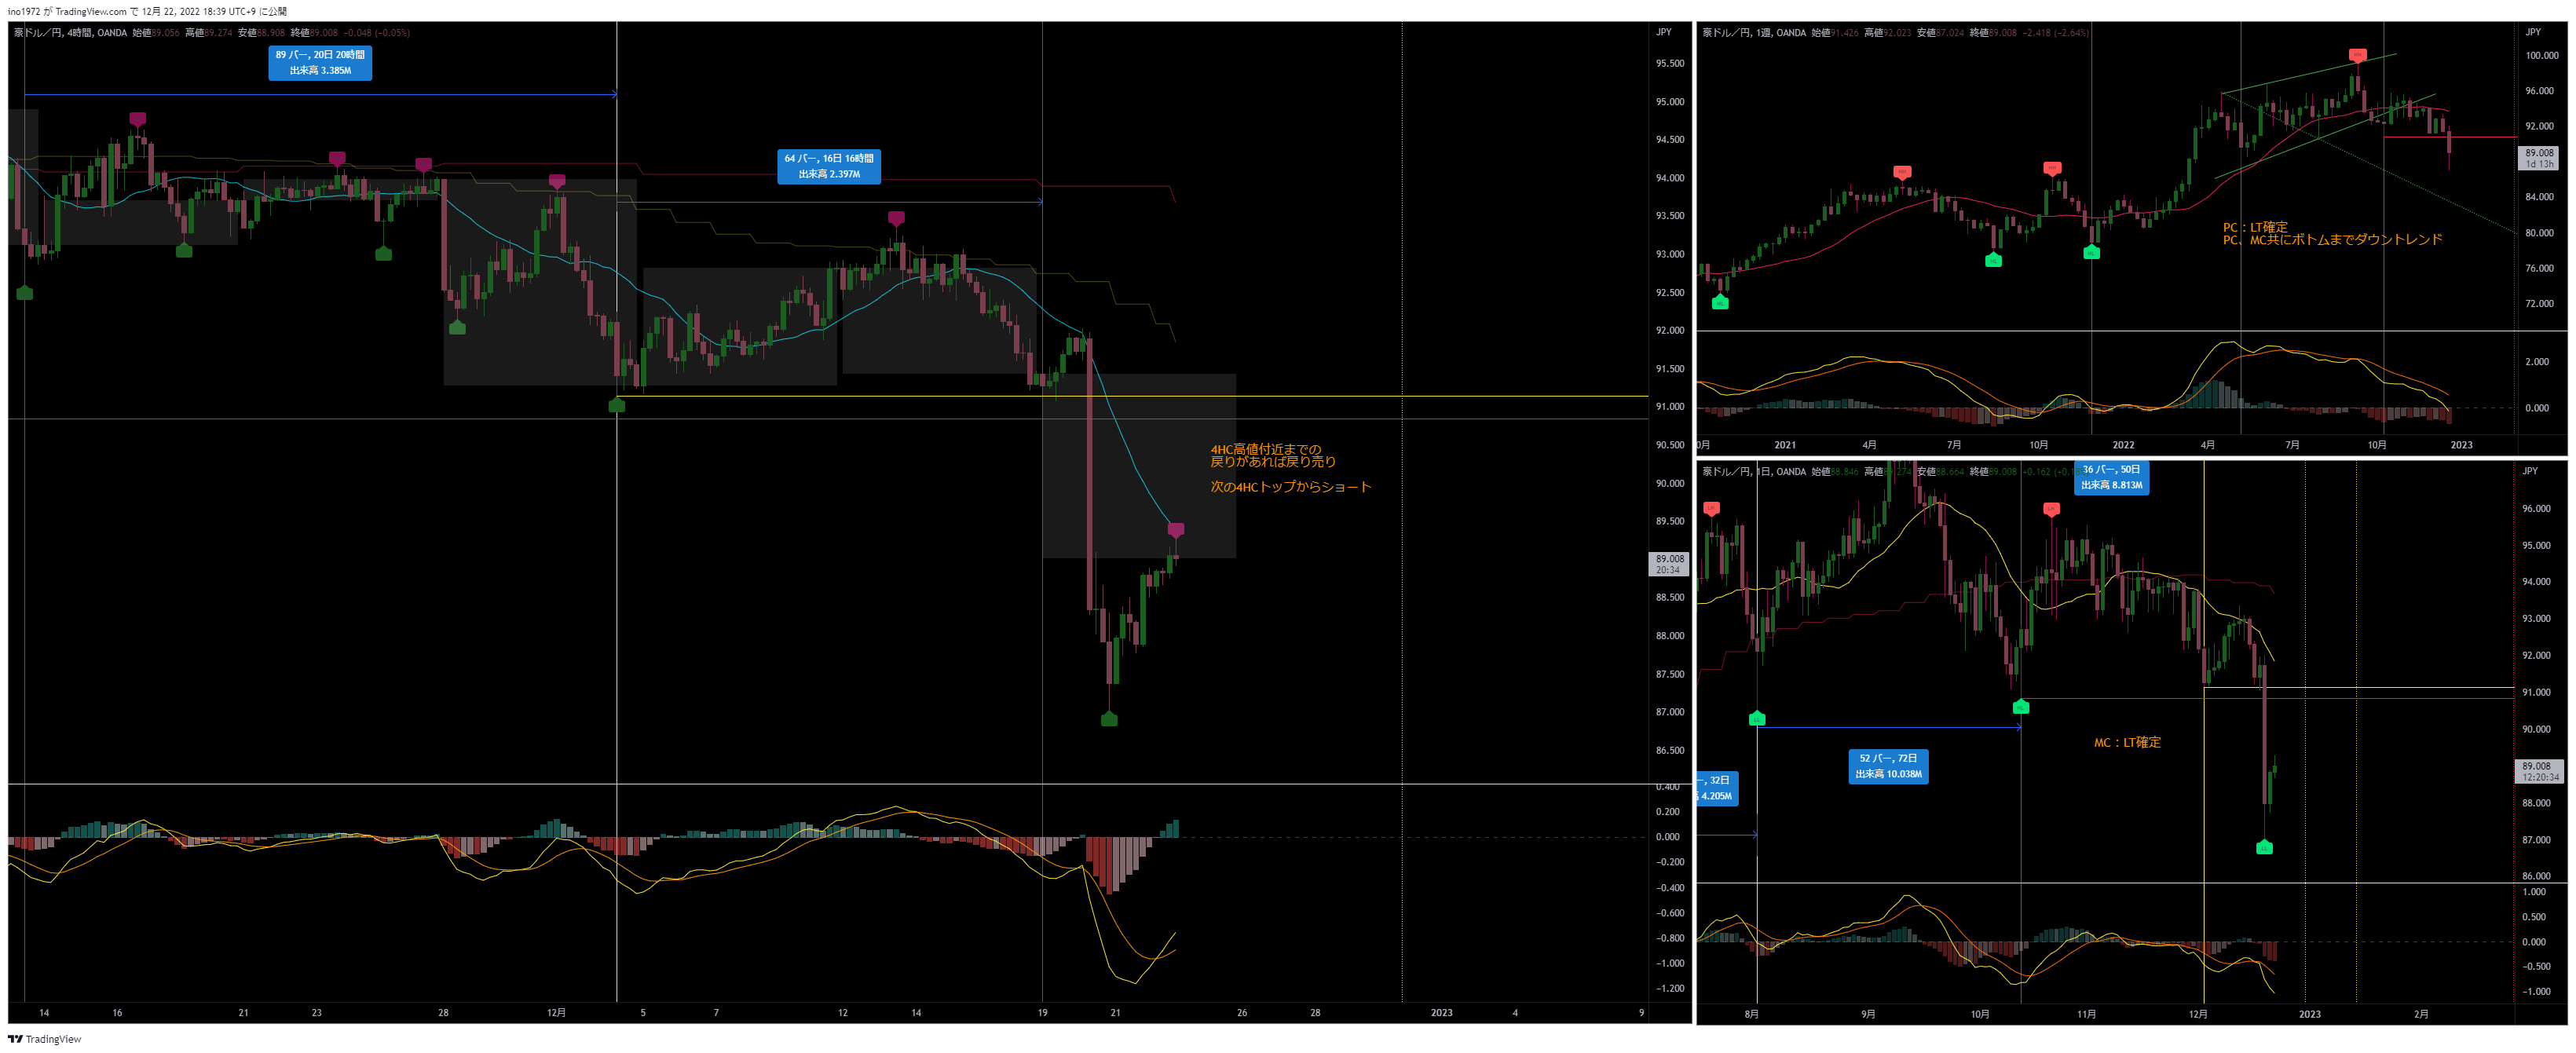 ino1972 が TradingView.com で 12月 22, 2022 18:39 UTC+9 に公開
豪ドル／円, 4時間, OANDA 始値89.056 高値89.274 安値88.908 終値89.008 −0.048 (−0.05%)
JPY
89 バー, 20日 20時間
出来高 3.385M
64 バー, 16日 16時間
出来高 2.397M
4HC高値付近までの
戻りがあれば戻り売り
次の4HCトップからショート
95.500
95.000
94.500
94.000
93.500
93.000
92.500
92.000
91.500
91.000
90.500
90.000
89.500
89.008
20:34
88.500
88.000
87.500
87.000
86.500
0.400
0.200
0.000
−0.200
−0.400
−0.600
−0.800
−1.000
−1.200
14 16 21 23 28 12月 5 7 12 14 19 21 26 28 2023 4 9
豪ドル／円, 1週, OANDA 始値91.426 高値92.023 安値87.024 終値89.008 −2.418 (−2.64%)
JPY
100.000
96.000
92.000
89.008
1d 13h
84.000
80.000
76.000
72.000
PC：LT確定
PC、MC共にボトムまでダウントレンド
2.000
0.000
0月 2021 4月 7月 10月 2022 4月 7月 10月 2023
豪ドル／円, 1日, OANDA 始値88.846 高値89.274 安値88.664 終値89.008 +0.162
JPY
36 バー, 50日
出来高 8.813M
52 バー, 72日
出来高 10.038M
ー, 32日
高 4.205M
MC：LT確定
96.000
95.000
94.000
93.000
92.000
91.000
90.000
89.008
12:20:34
88.000
87.000
86.000
1.000
0.500
0.000
−0.500
−1.000
8月 9月 10月 11月 12月 2023 2月
TradingView